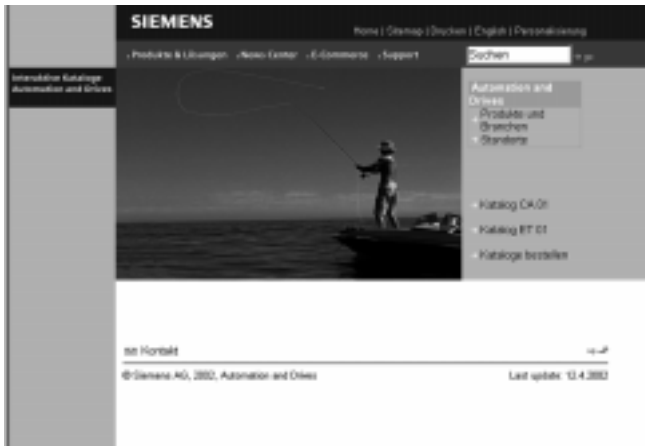 SIEMENS
Home | Sitemap | Drucken | English | Personalisierung
Produkte & Lösungen News Center E-Commerce Support
Suchen go
Interaktive Kataloge
Automation and Drives
Automation and
Drives
Produkte und
Branchen
Standorte
Katalog CA 01
Katalog ET 01
Kataloge bestellen
Kontakt
© Siemens AG, 2002, Automation and Drives
Last update: 12.4.2002